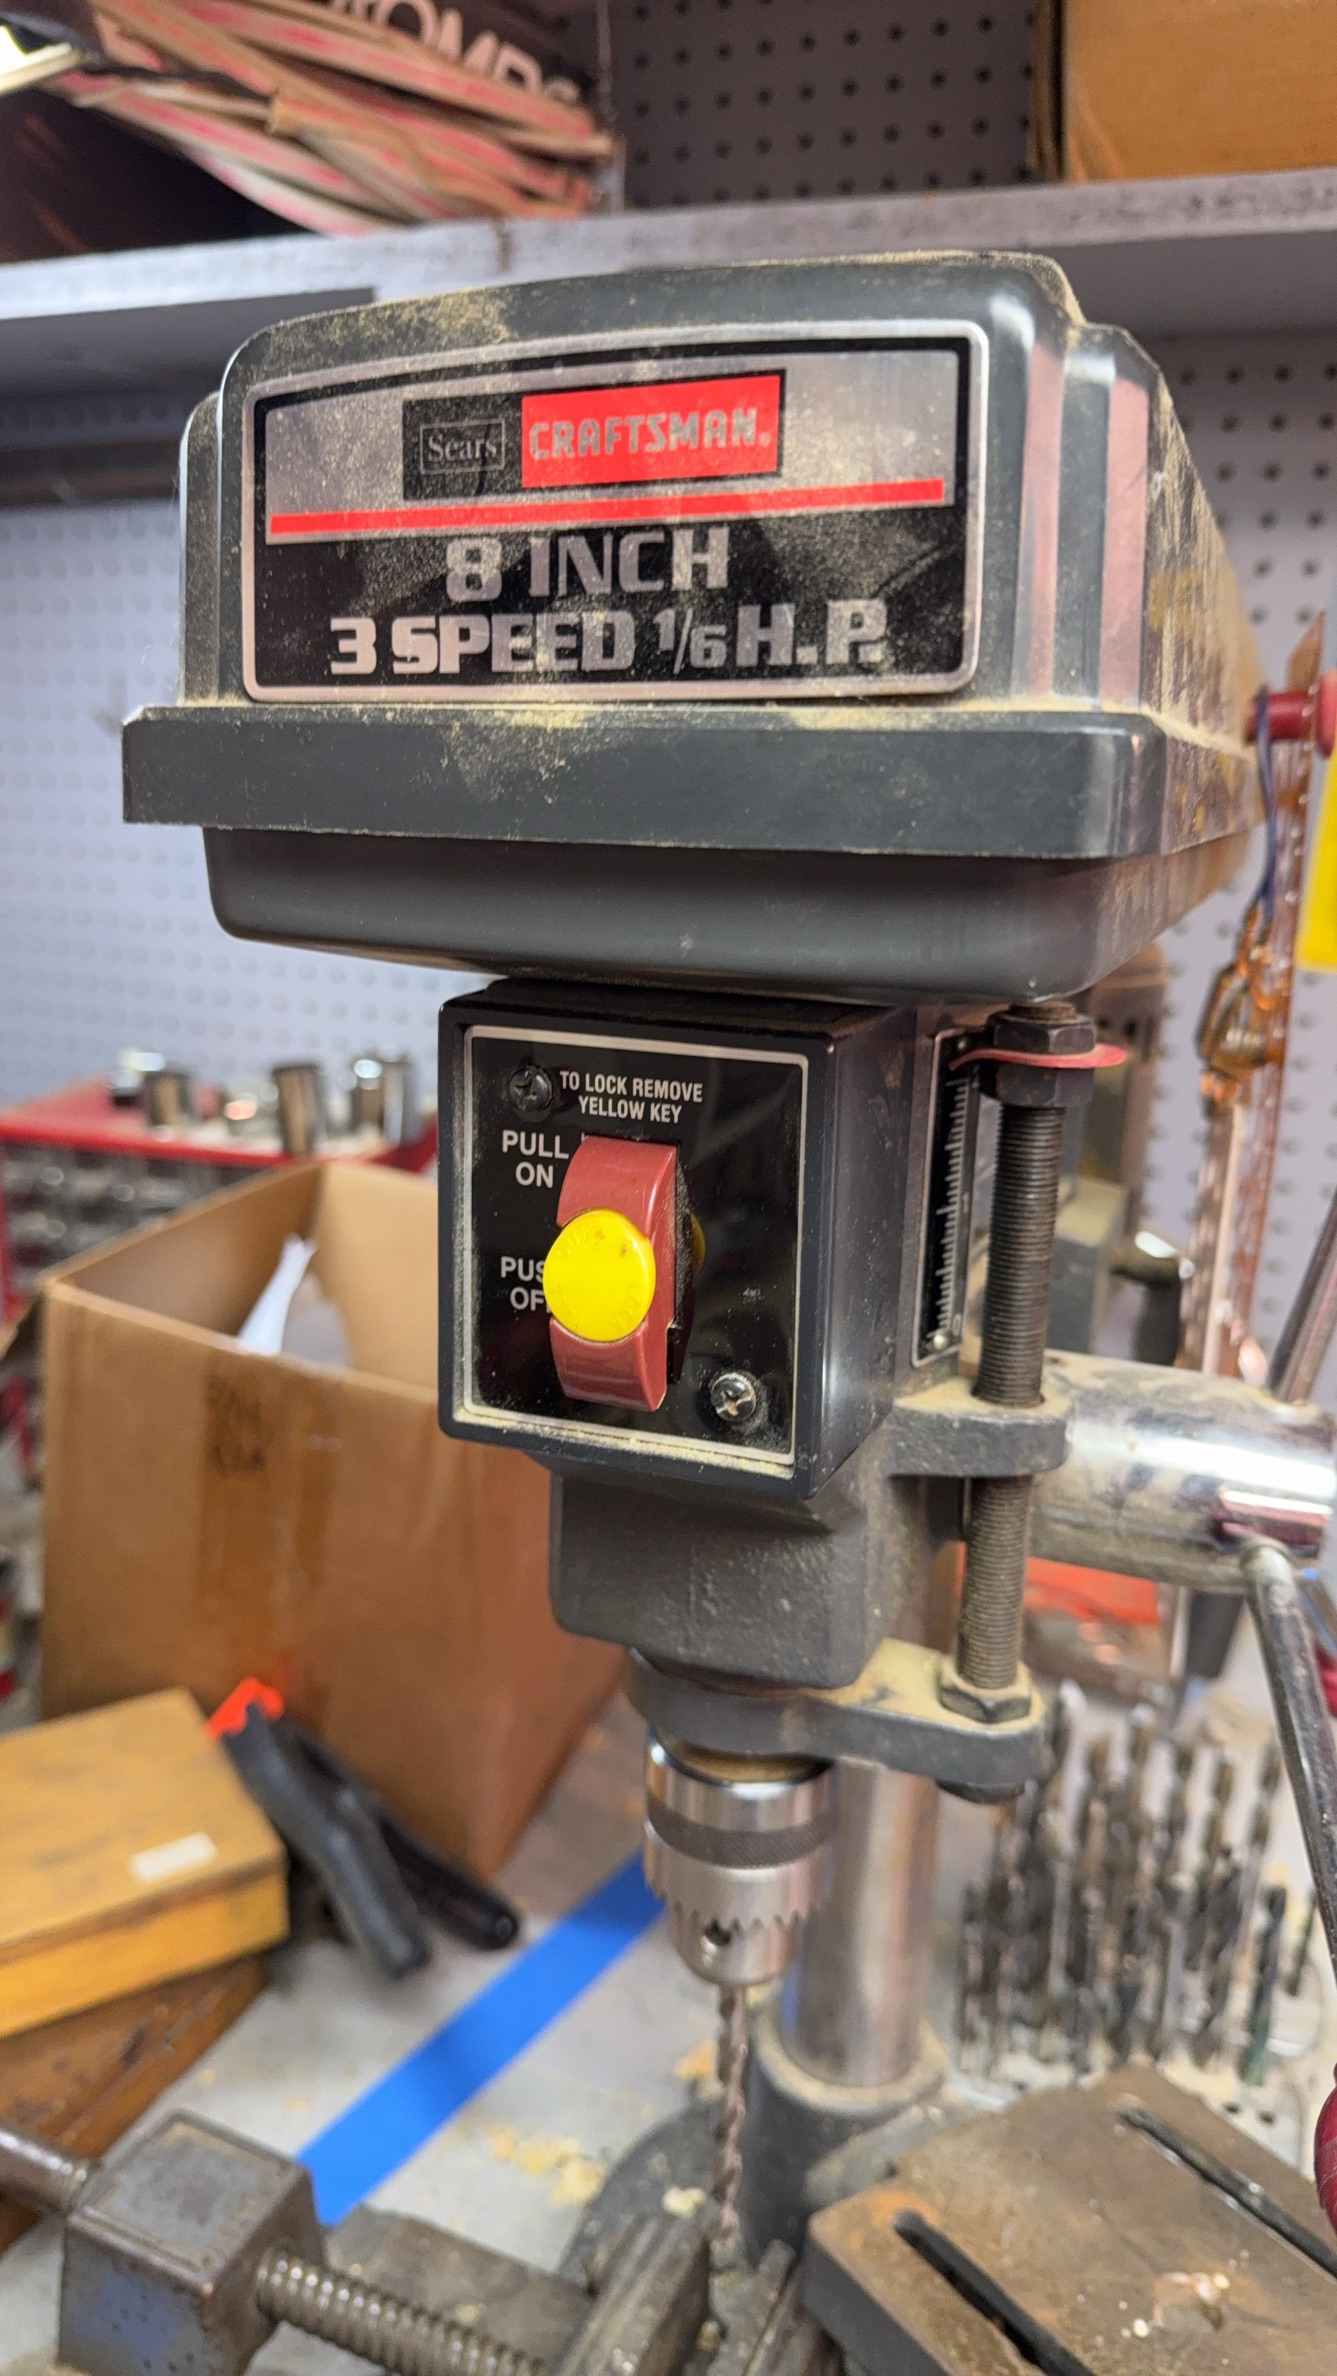 Sears CRAFTSMAN.
8 INCH
3 SPEED 1/6 H.P.
TO LOCK REMOVE
YELLOW KEY
PULL
ON